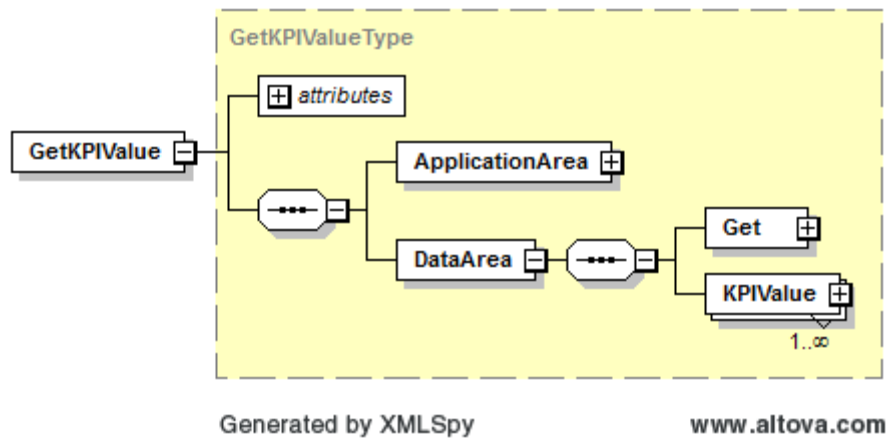 GetKPIValueType
attributes
GetKPIValue
ApplicationArea
Get
DataArea
KPIValue
1..∞
Generated by XMLSpy
www.altova.com